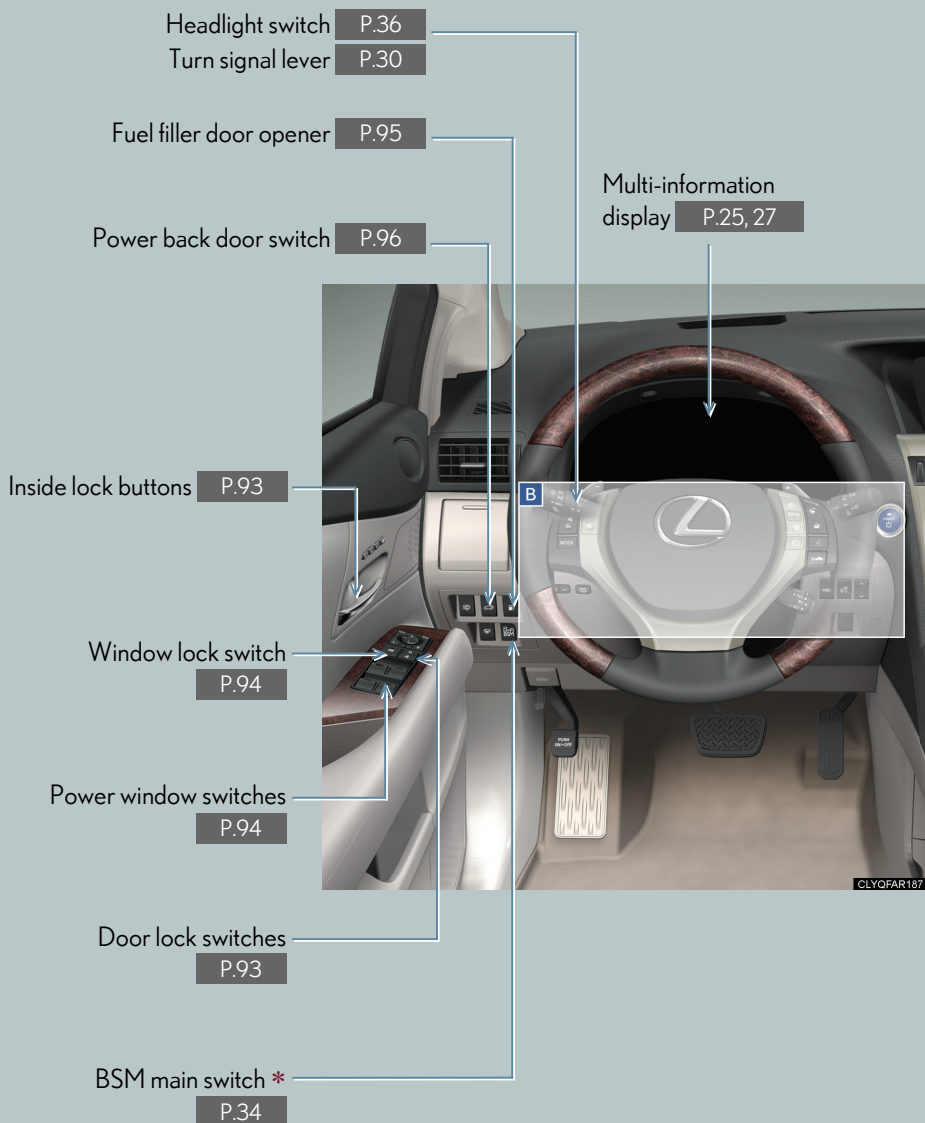 Headlight switch P.36
Turn signal lever P.30
Fuel filler door opener P.95
Multi-information
display P.25, 27
Power back door switch P.96
Inside lock buttons P.93
B
MODE
BSM
Window lock switch
P.94
PUSH
ON↔OFF
Power window switches
P.94
CLYQFAR187
Door lock switches
P.93
BSM main switch *
P.34